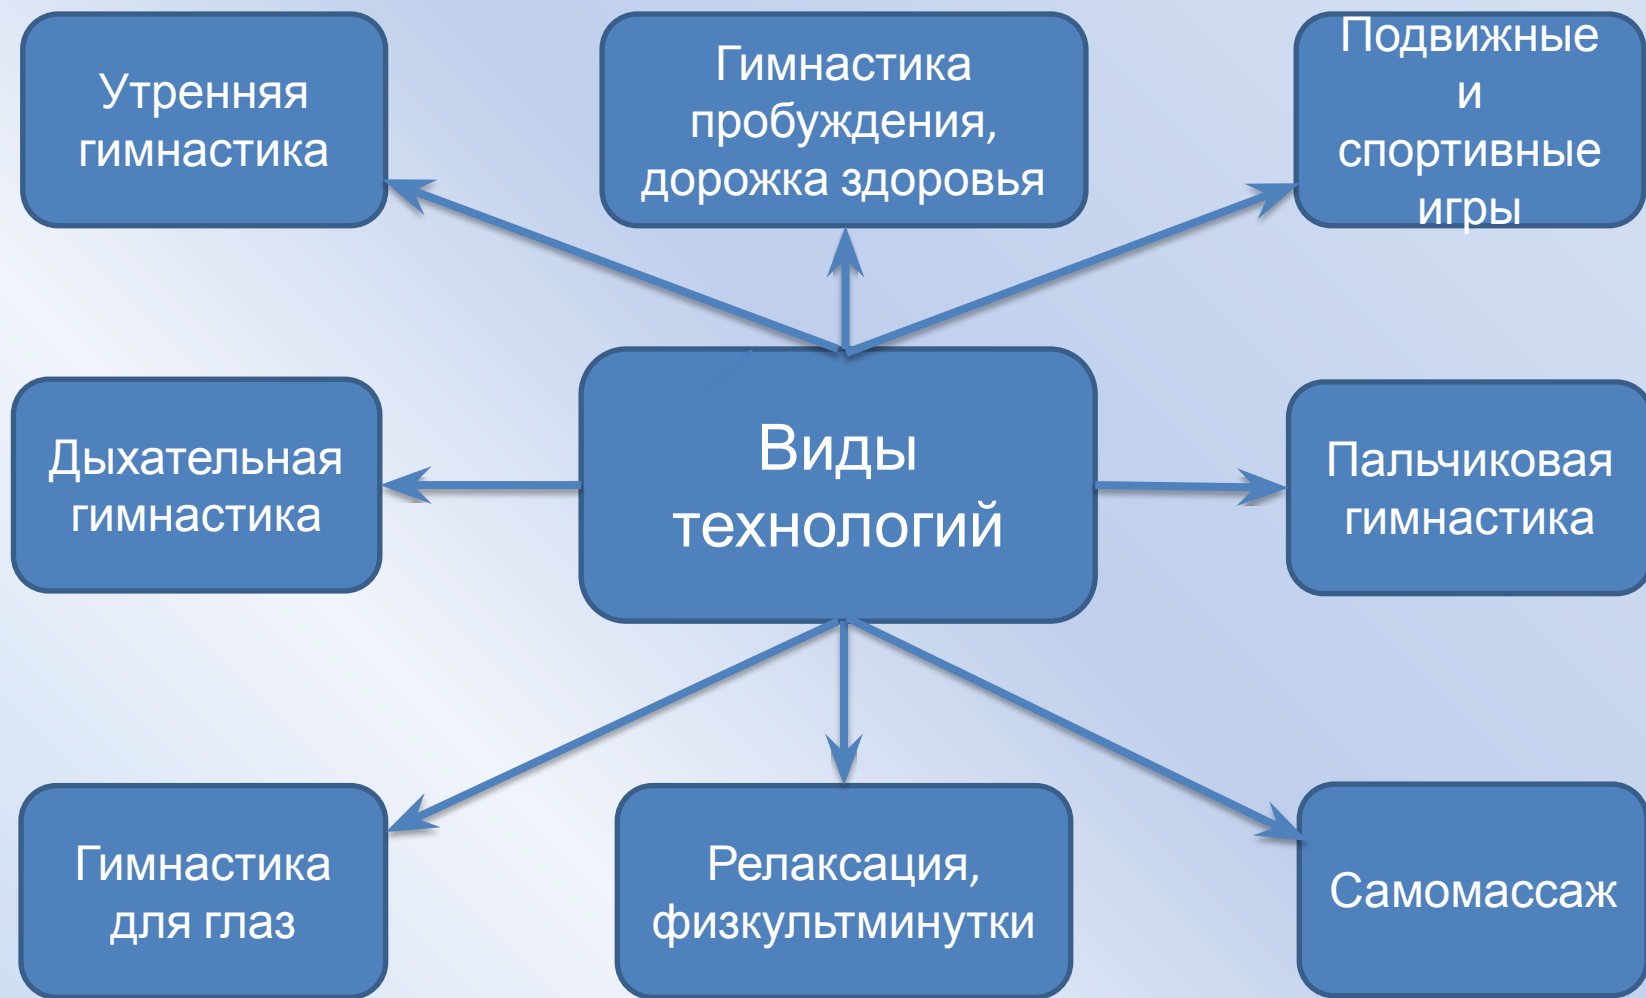 Утренняя
гимнастика
Гимнастика
пробуждения,
дорожка здоровья
Подвижные
и
спортивные
игры
Дыхательная
гимнастика
Виды
технологий
Пальчиковая
гимнастика
Гимнастика
для глаз
Релаксация,
физкультминутки
Самомассаж